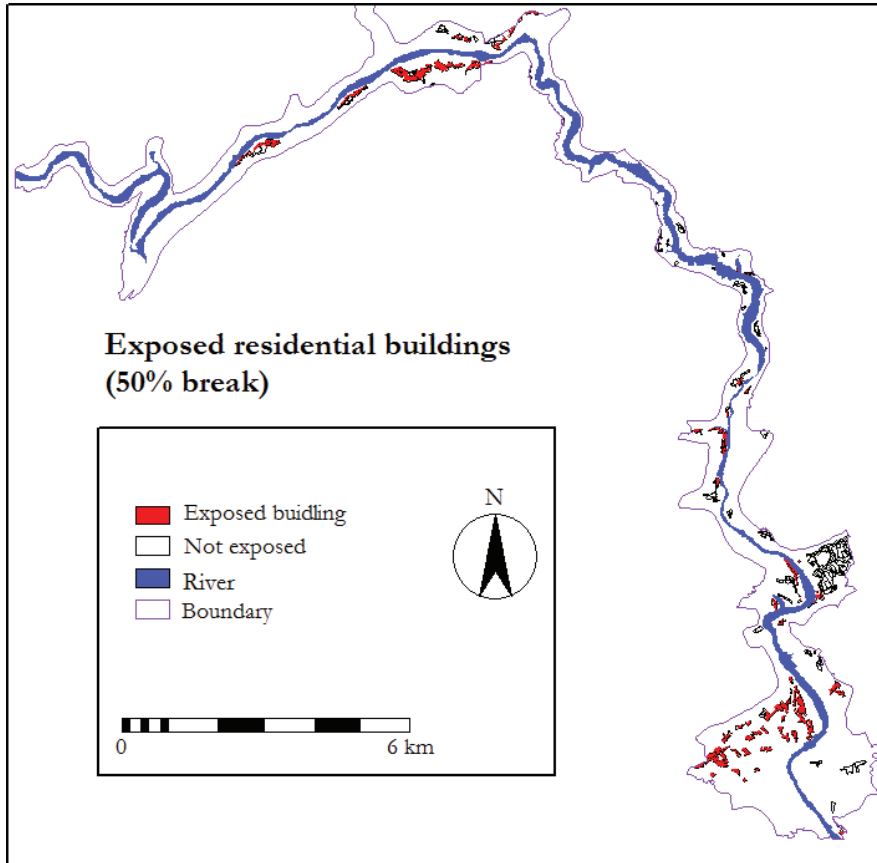 Exposed residential buildings
(50% break)
N
Exposed buidling
Not exposed
River
Boundary
0 6 km